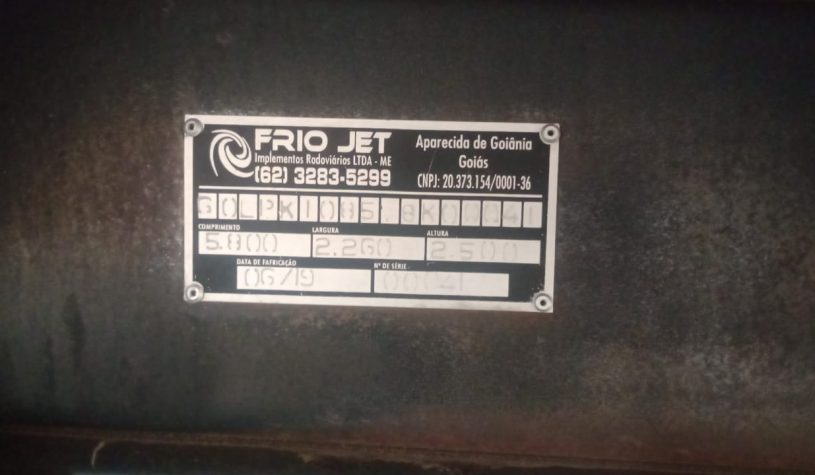 FRIO JET
Implementos Rodoviários LTDA - ME
(62) 3283-5299
Aparecida de Goiânia
Goiás
CNPJ: 20.373.154/0001-36
COMPRIMENTO
5.800
LARGURA
2.260
ALTURA
2.500
DATA DE FABRICAÇÃO
06/19
Nº DE SÉRIE